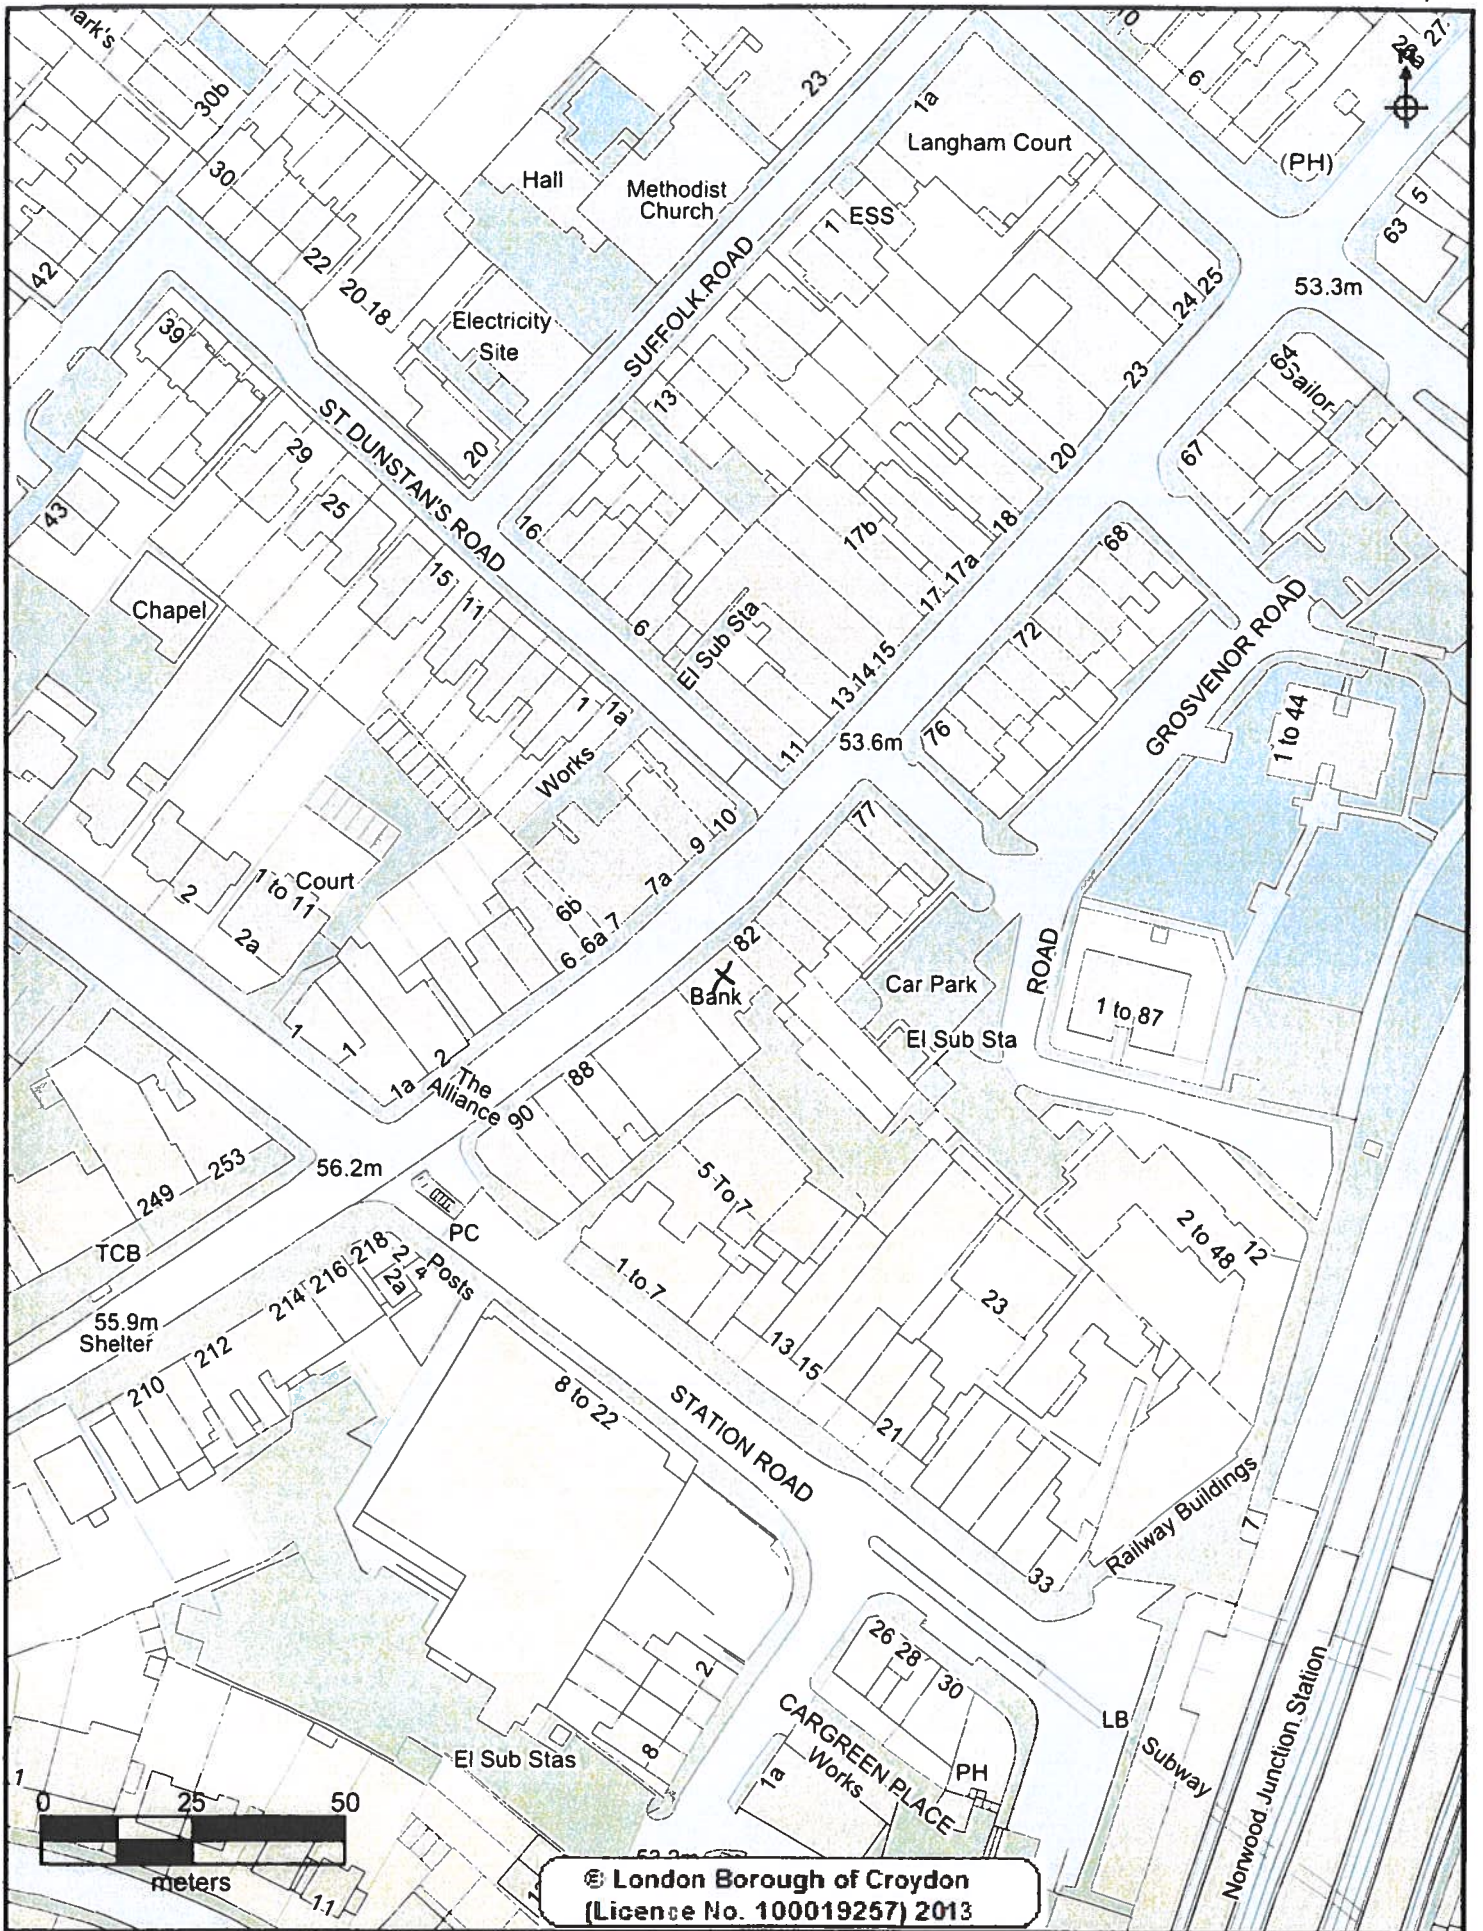 ark's
30b
23
1a
10
6
27
Langham Court
(PH)
Hall
Methodist
Church
30
1
ESS
5
63
22
42
20
18
SUFFOLK ROAD
24
25
53.3m
39
Electricity
Site
23
64
Sailor
13
ST DUNSTAN'S ROAD
20
20
67
29
25
16
43
17b
18
68
15
17
17a
11
Chapel
6
El Sub Sta
72
GROSVENOR ROAD
13
14
15
1
1a
1 to 44
11
53.6m
76
Works
77
10
9
7a
2
1 to 11
Court
6b
7
6
6a
82
2a
Bank
Car Park
ROAD
1 to 87
1
1
El Sub Sta
2
1a
The
Alliance
88
90
56.2m
253
249
5 To 7
PC
2 to 48
12
TCB
218
2
4
2a
Posts
216
214
1 to 7
23
55.9m
Shelter
212
210
13
15
8 to 22
STATION ROAD
21
Railway Buildings
7
33
26
28
30
2
LB
Subway
Norwood Junction Station
CARGREEN PLACE
El Sub Stas
8
1a
Works
PH
1
0 25 50
meters
11
53.2m
© London Borough of Croydon
(Licence No. 100019257) 2013